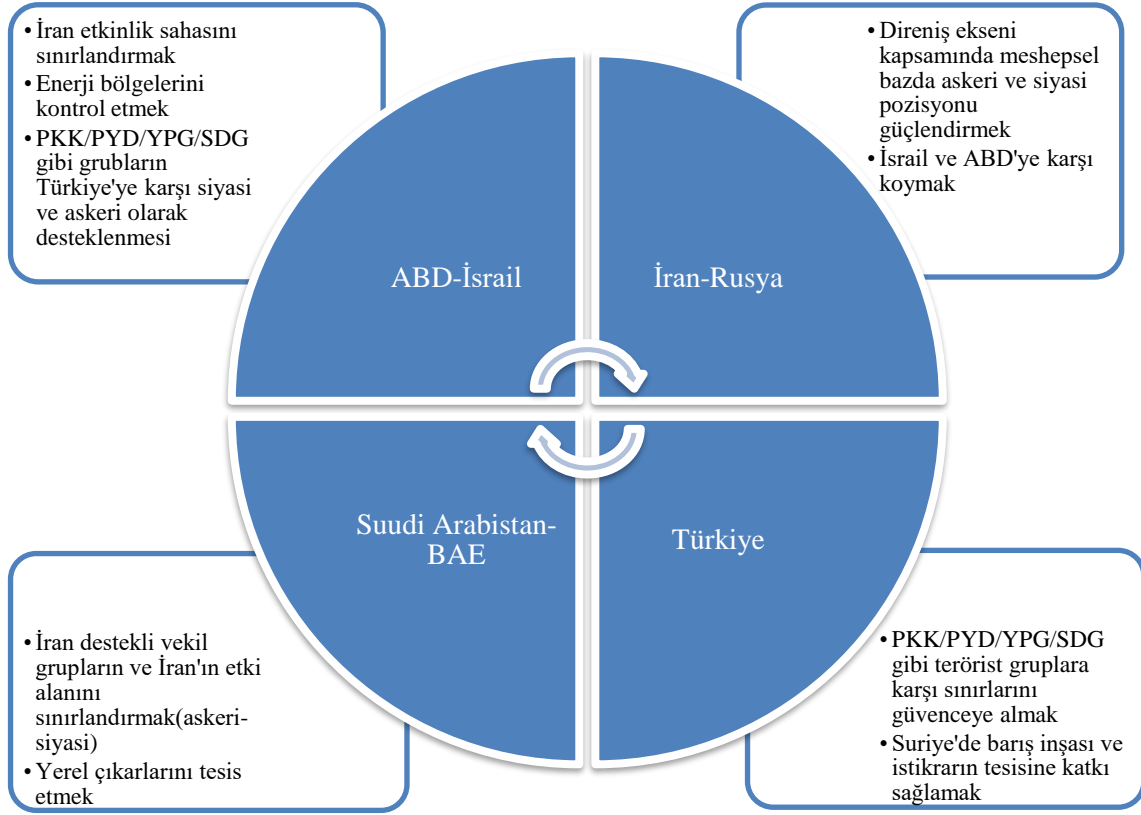 • İran etkinlik sahasını
sınırlandırmak
• Enerji bölgelerini
kontrol etmek
• PKK/PYD/YPG/SDG
gibi grubların
Türkiye'ye karşı siyasi
ve askeri olarak
desteklenmesi
• Direniş ekseni
kapsamında meshepsel
bazda askeri ve siyasi
pozisyonu
güçlendirmek
• İsrail ve ABD'ye karşı
koymak
ABD-İsrail
İran-Rusya
Suudi Arabistan-
BAE
Türkiye
• İran destekli vekil
grupların ve İran'ın etki
alanını
sınırlandırmak(askeri-
siyasi)
• Yerel çıkarlarını tesis
etmek
• PKK/PYD/YPG/SDG
gibi terörist gruplara
karşı sınırlarını
güvenceye almak
• Suriye'de barış inşası ve
istikrarın tesisine katkı
sağlamak